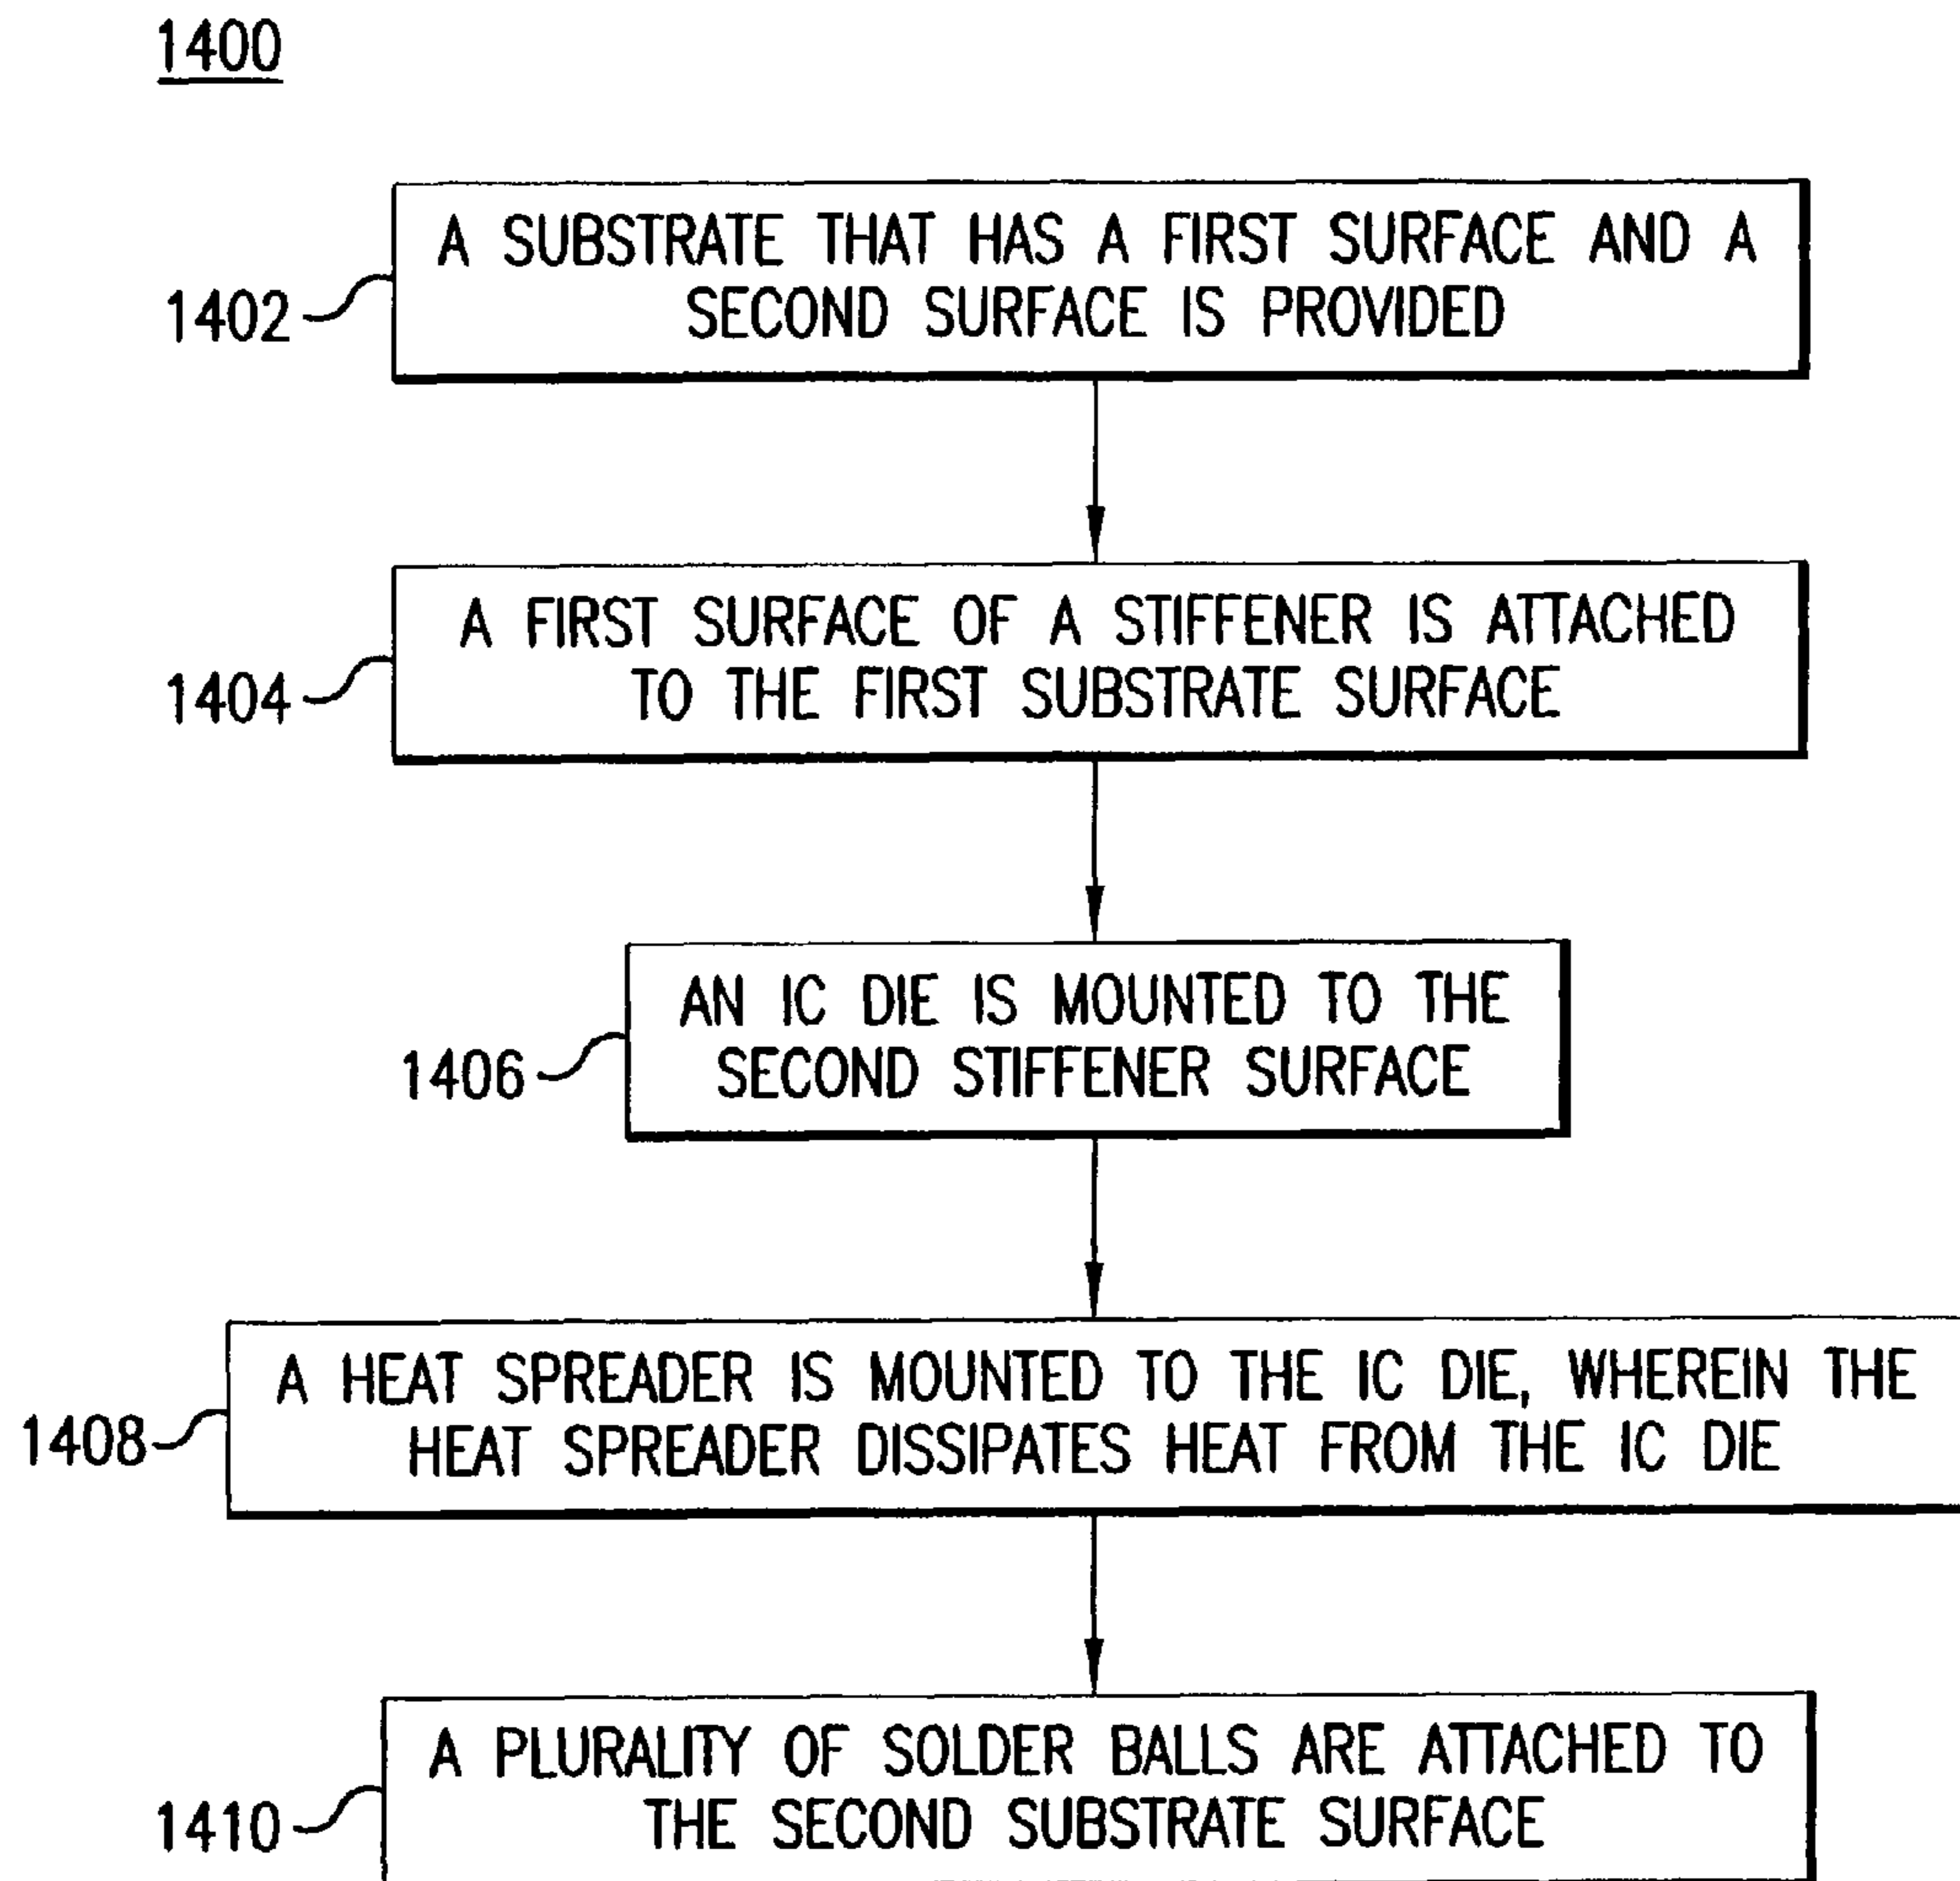 1400
A SUBSTRATE THAT HAS A FIRST SURFACE AND A
SECOND SURFACE IS PROVIDED
1402
A FIRST SURFACE OF A STIFFENER IS ATTACHED
TO THE FIRST SUBSTRATE SURFACE
1404
AN IC DIE IS MOUNTED TO THE
SECOND STIFFENER SURFACE
1406
A HEAT SPREADER IS MOUNTED TO THE IC DIE, WHEREIN THE
HEAT SPREADER DISSIPATES HEAT FROM THE IC DIE
1408
A PLURALITY OF SOLDER BALLS ARE ATTACHED TO
THE SECOND SUBSTRATE SURFACE
1410